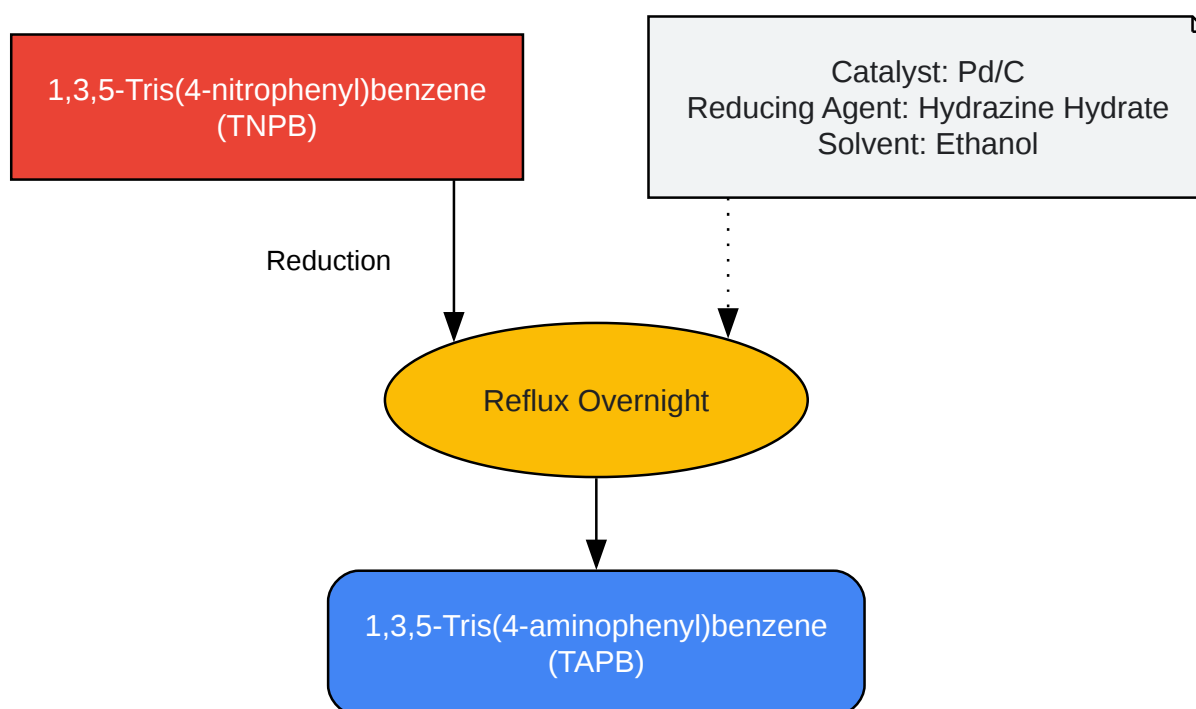 1,3,5-Tris(4-nitrophenyl)benzene
(TNPB)
Catalyst: Pd/C
Reducing Agent: Hydrazine Hydrate
Solvent: Ethanol
Reduction
Reflux Overnight
1,3,5-Tris(4-aminophenyl)benzene
(TAPB)